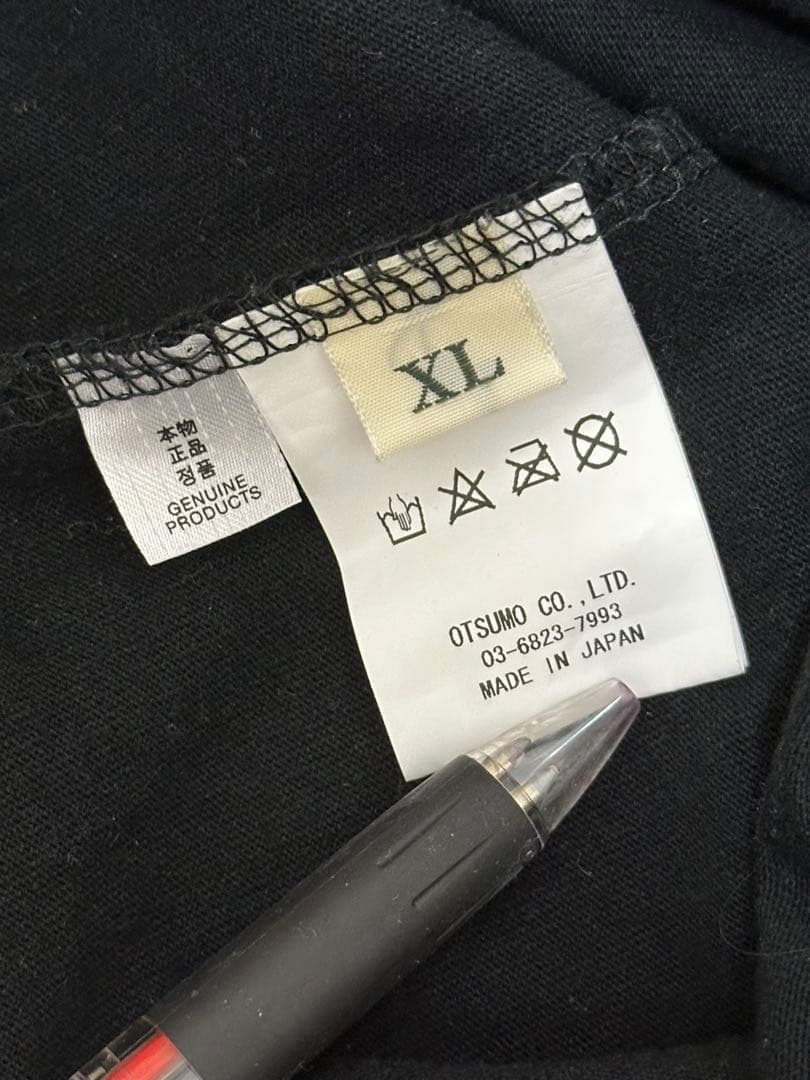 XL
本物
正品
정품
GENUINE
PRODUCTS
OTSUMO CO.,LTD.
03-6823-7993
MADE IN JAPAN